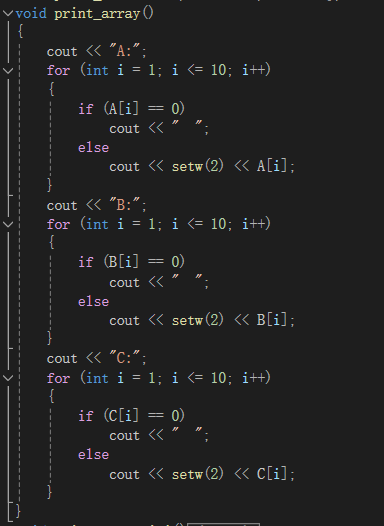 void print_array()
{
    cout << "A:";
    for (int i = 1; i <= 10; i++)
    {
        if (A[i] == 0)
            cout << "  ";
        else
            cout << setw(2) << A[i];
    }
    cout << "B:";
    for (int i = 1; i <= 10; i++)
    {
        if (B[i] == 0)
            cout << "  ";
        else
            cout << setw(2) << B[i];
    }
    cout << "C:";
    for (int i = 1; i <= 10; i++)
    {
        if (C[i] == 0)
            cout << "  ";
        else
            cout << setw(2) << C[i];
    }
}